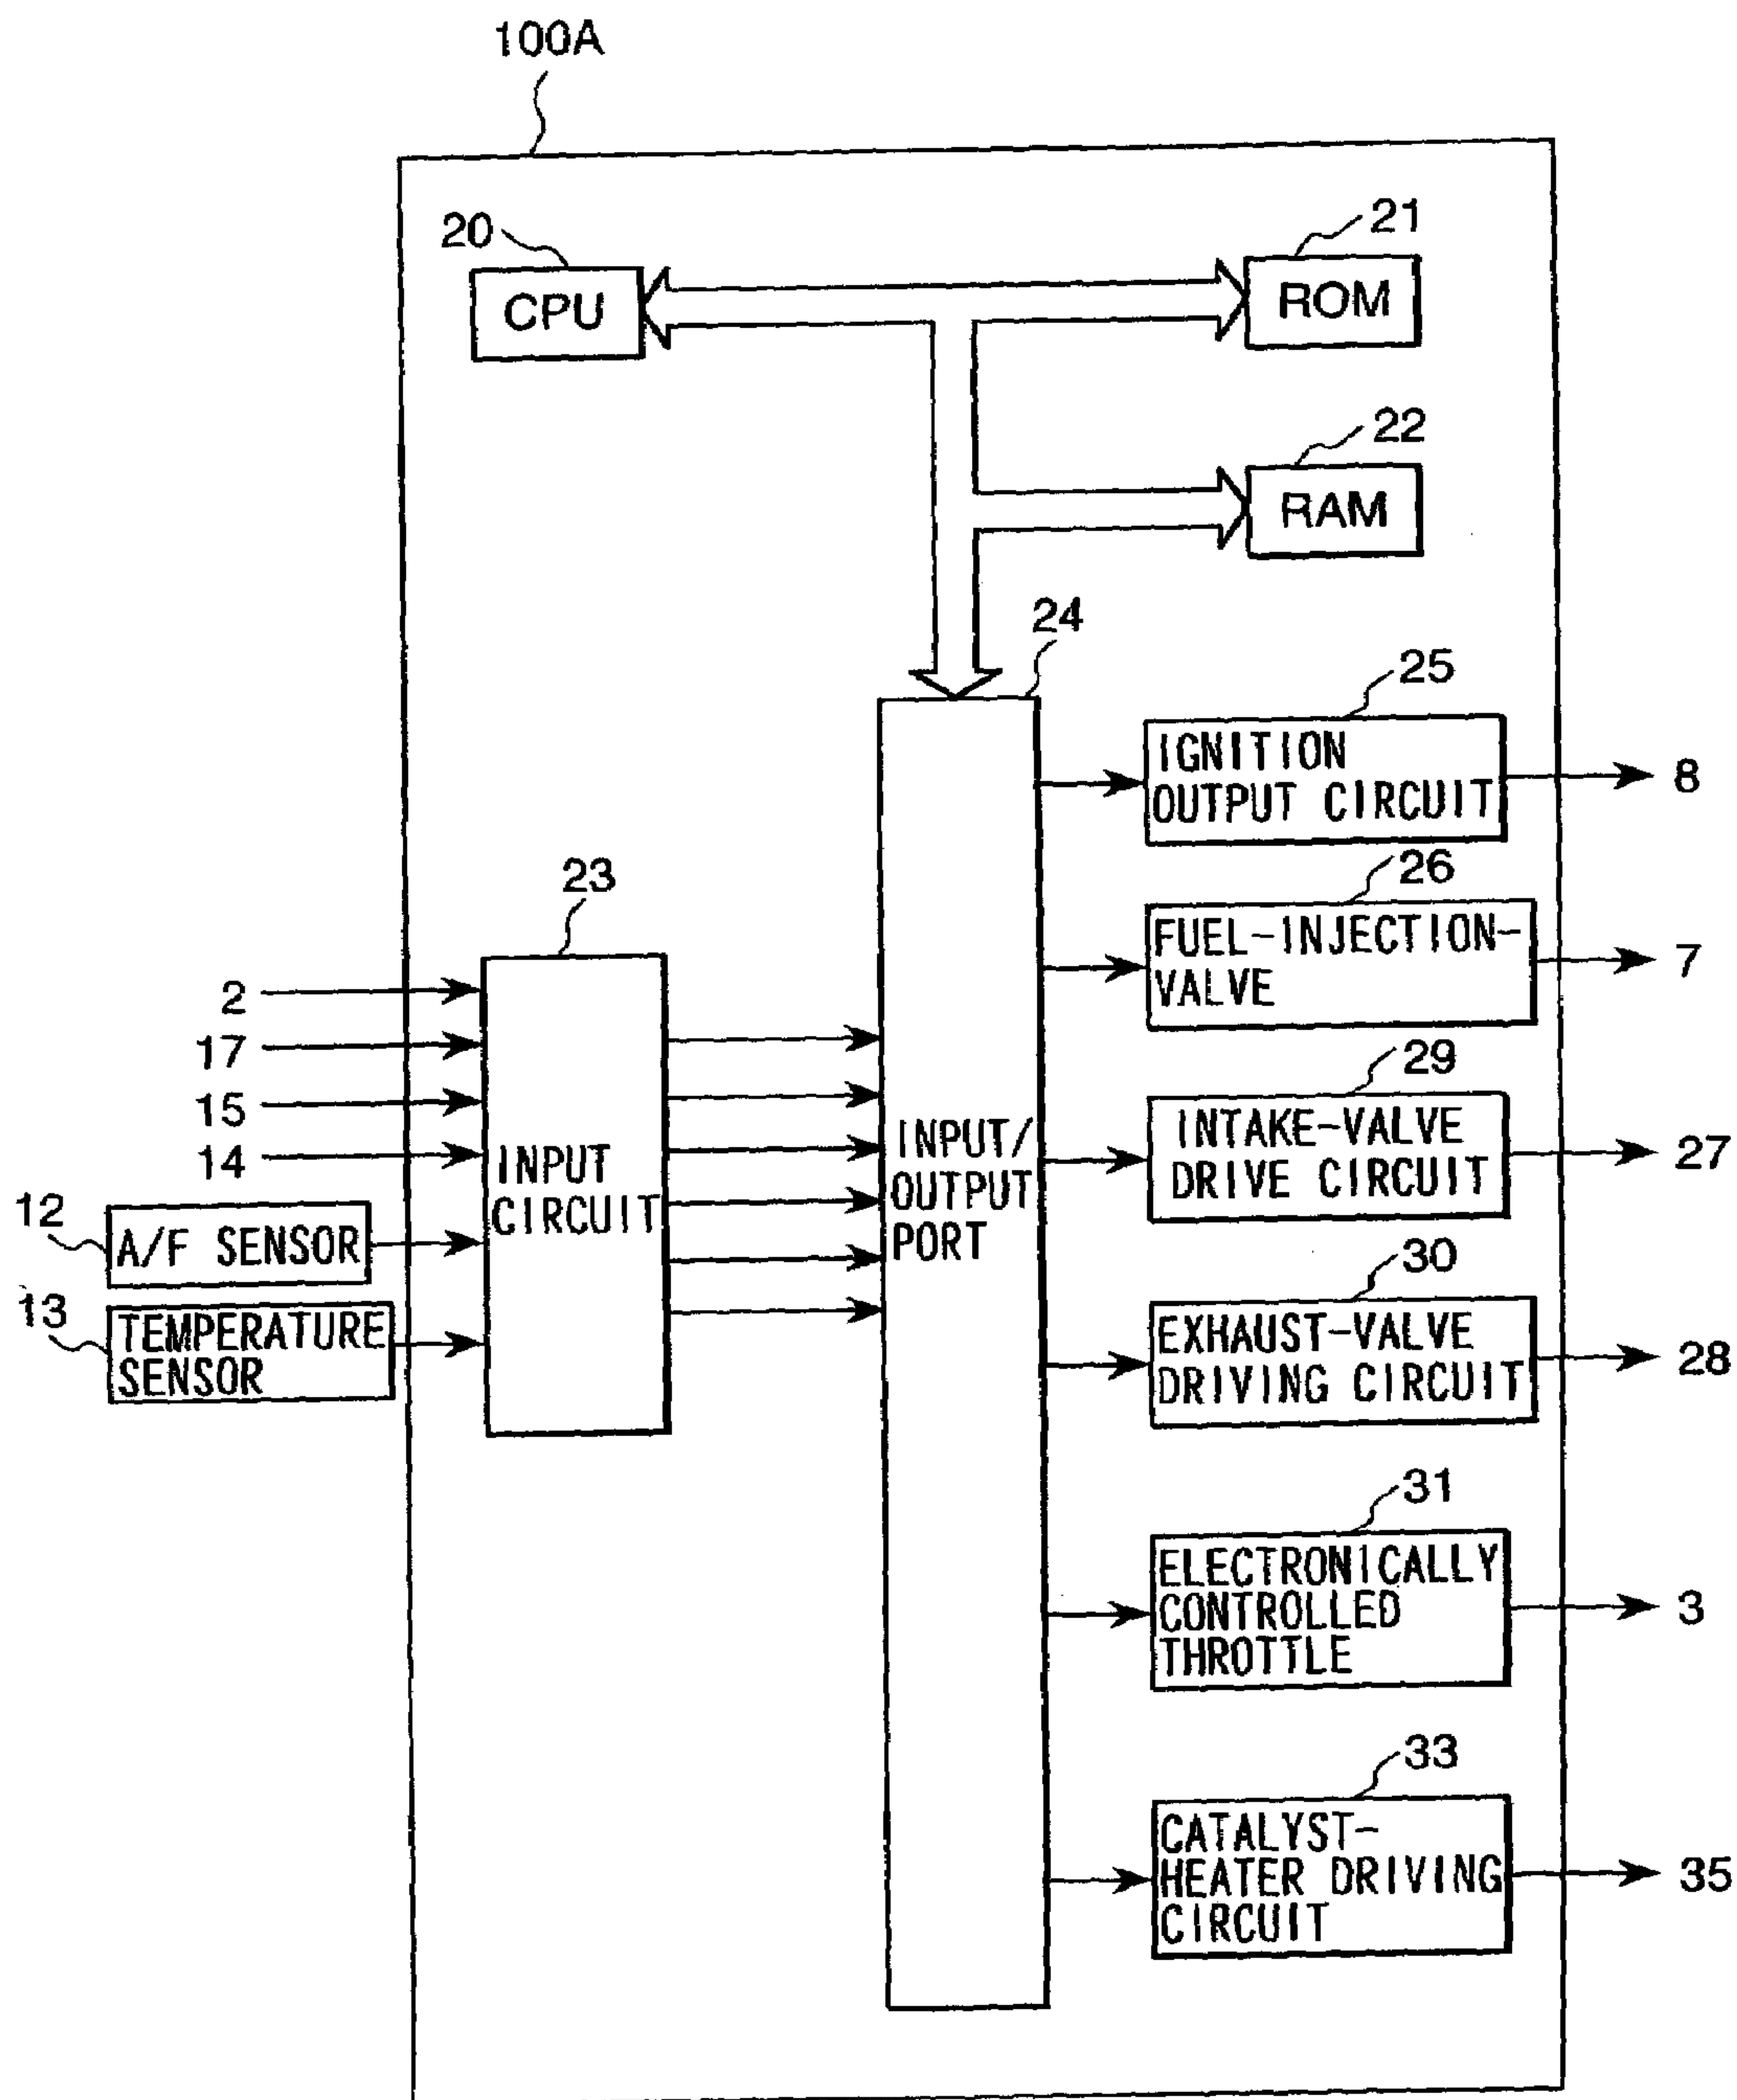 100A
20
CPU
21
ROM
22
RAM
24
25
IGNITION
OUTPUT CIRCUIT
8
23
26
FUEL-INJECTION-
VALVE
7
2
17
15
14
INPUT
CIRCUIT
INPUT/
OUTPUT
PORT
29
INTAKE-VALVE
DRIVE CIRCUIT
27
12
A/F SENSOR
13
TEMPERATURE
SENSOR
30
EXHAUST-VALVE
DRIVING CIRCUIT
28
31
ELECTRONICALLY
CONTROLLED
THROTTLE
3
33
CATALYST-
HEATER DRIVING
CIRCUIT
35